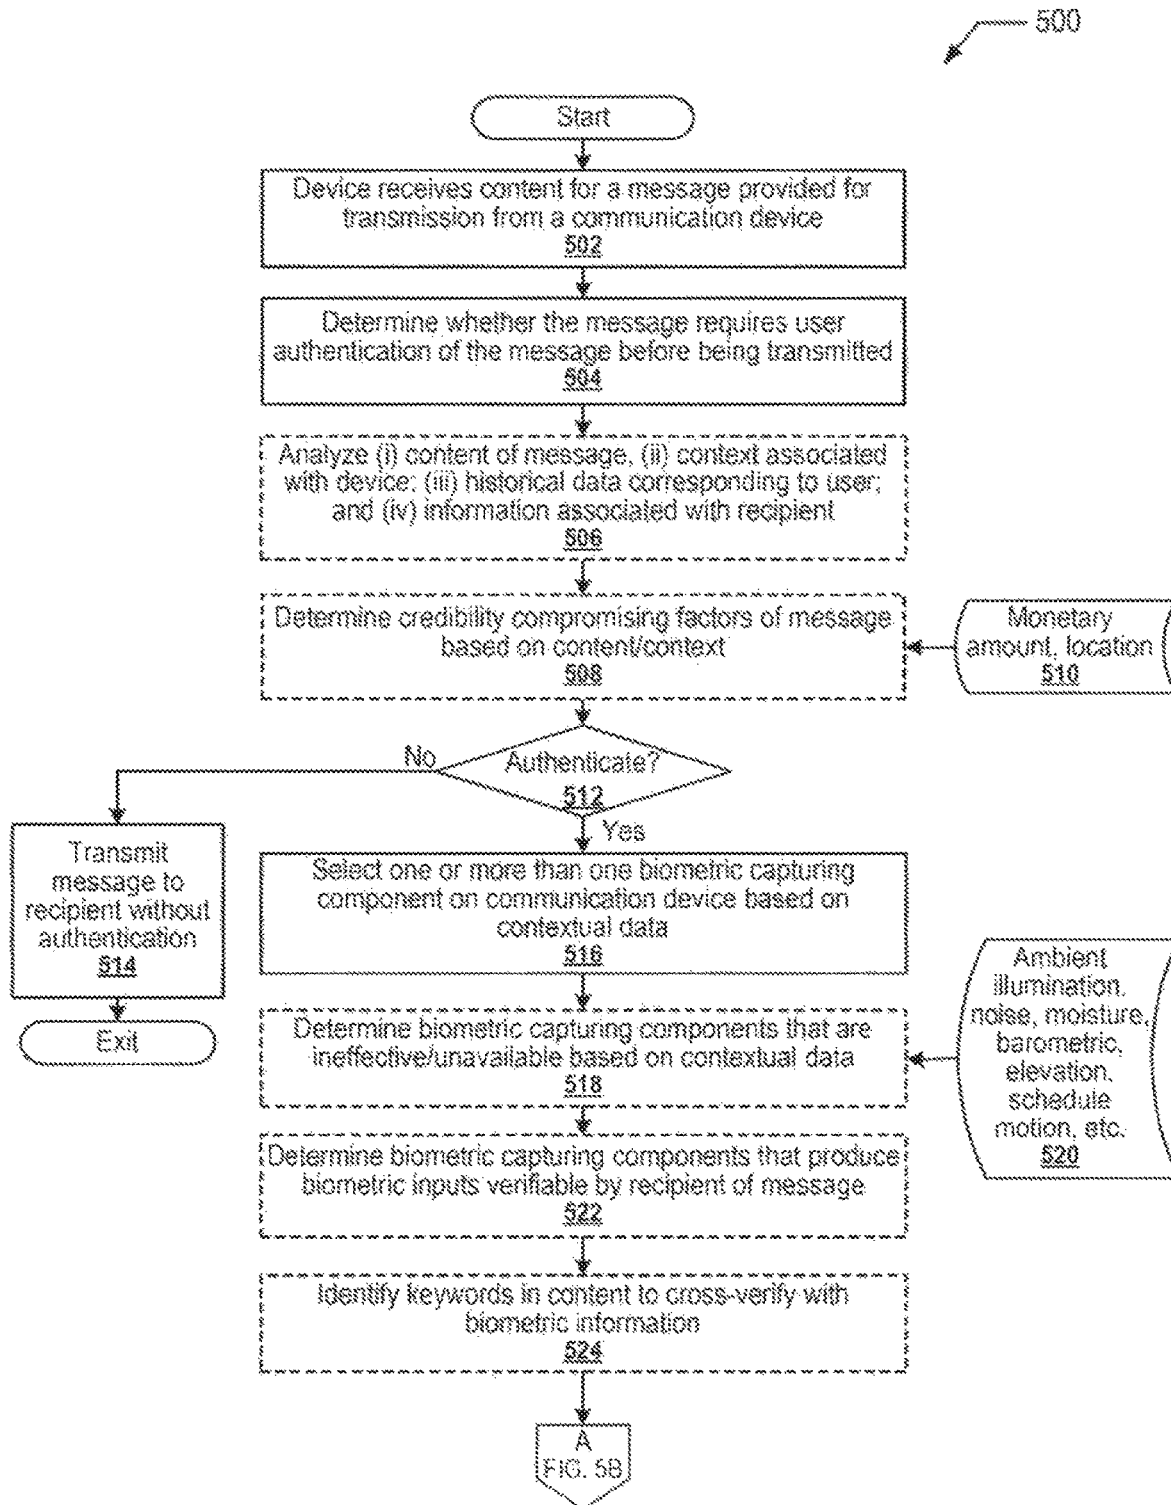 500
Start
Device receives content for a message provided for
transmission from a communication device
502
Determine whether the message requires user
authentication of the message before being transmitted
504
Analyze (i) content of message, (ii) context associated
with device; (iii) historical data corresponding to user;
and (iv) information associated with recipient
506
Determine credibility compromising factors of message
based on content/context
508
Monetary
amount, location
510
No
Authenticate?
512
Yes
Transmit
message to
recipient without
authentication
514
Exit
Select one or more than one biometric capturing
component on communication device based on
contextual data
516
Determine biometric capturing components that are
ineffective/unavailable based on contextual data
518
Ambient
illumination,
noise, moisture,
barometric,
elevation,
schedule
motion, etc.
520
Determine biometric capturing components that produce
biometric inputs verifiable by recipient of message
522
Identify keywords in content to cross-verify with
biometric information
524
A
FIG. 5B